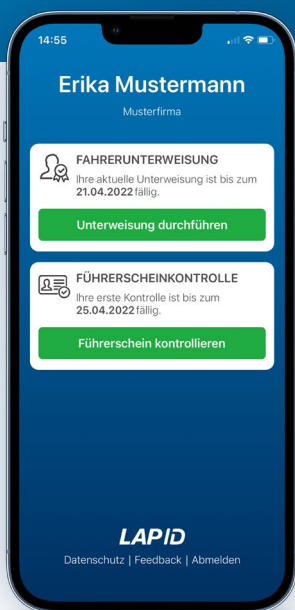 14:55
Erika Mustermann
Musterfirma
FAHRERUNTERWEISUNG
Ihre aktuelle Unterweisung ist bis zum
21.04.2022 fällig.
Unterweisung durchführen
FÜHRERSCHEINKONTROLLE
Ihre erste Kontrolle ist bis zum
25.04.2022 fällig.
Führerschein kontrollieren
LAPID
Datenschutz | Feedback | Abmelden